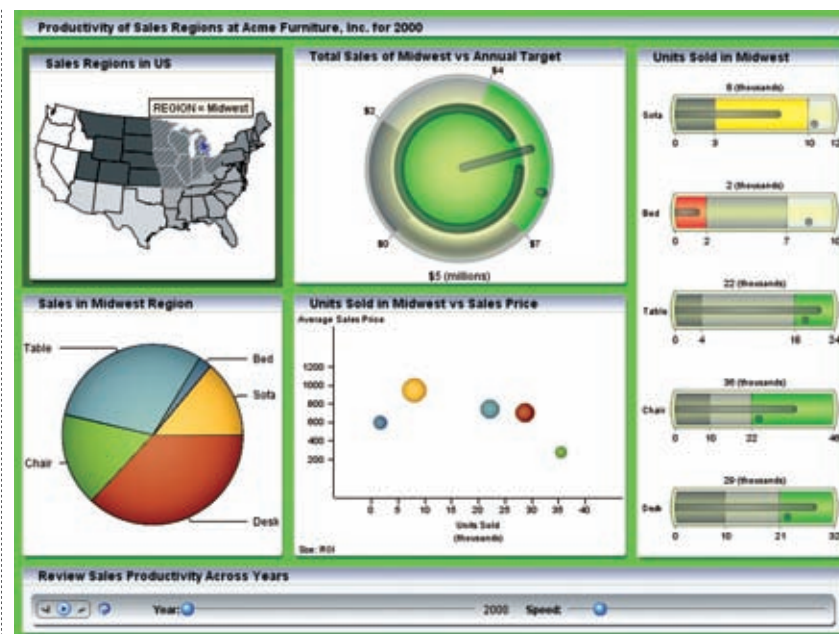 Productivity of Sales Regions at Acme Furniture, Inc. for 2000
Sales Regions in US
REGION = Midwest
Total Sales of Midwest vs Annual Target
$4
$2
$0
$7
$5 (millions)
Units Sold in Midwest
8 (thousands)
Sofa
0 3 10 12
2 (thousands)
Bed
0 2 7 10
22 (thousands)
Table
0 4 18 24
36 (thousands)
Chair
0 10 22 46
29 (thousands)
Desk
0 10 21 32
Sales in Midwest Region
Table
Bed
Sofa
Chair
Desk
Units Sold in Midwest vs Sales Price
Average Sales Price
1200
1000
800
600
400
200
0 5 10 15 20 25 30 35 40
Units Sold
(thousands)
Size: ROI
Review Sales Productivity Across Years
Year: 2000 Speed: